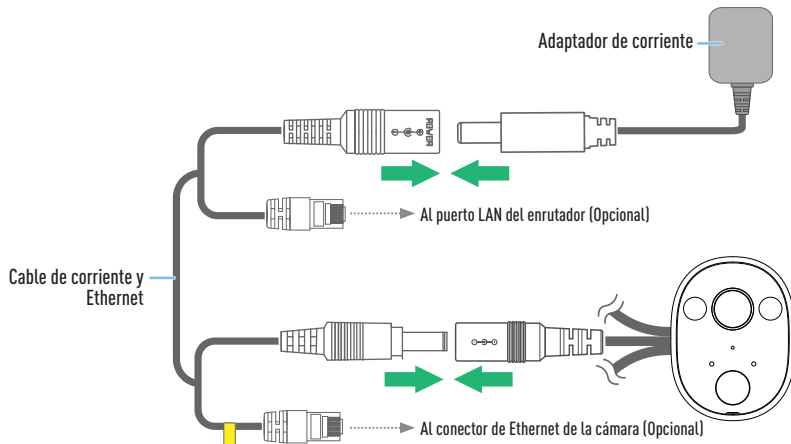 Adaptador de corriente
POWER
Al puerto LAN del enrutador (Opcional)
Cable de corriente y
Ethernet
Al conector de Ethernet de la cámara (Opcional)